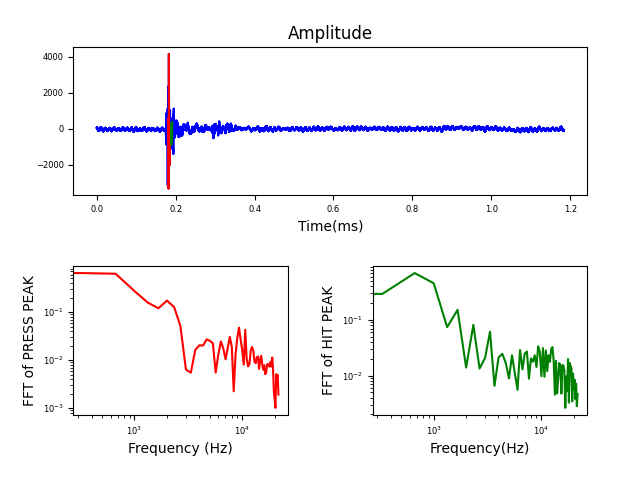 Amplitude
4000
2000
0
−2000
0.0 0.2 0.4 0.6 0.8 1.0 1.2
Time(ms)
FFT of PRESS PEAK
10⁻¹
10⁻²
10⁻³
10³ 10⁴
Frequency (Hz)
FFT of HIT PEAK
10⁻¹
10⁻²
10³ 10⁴
Frequency(Hz)